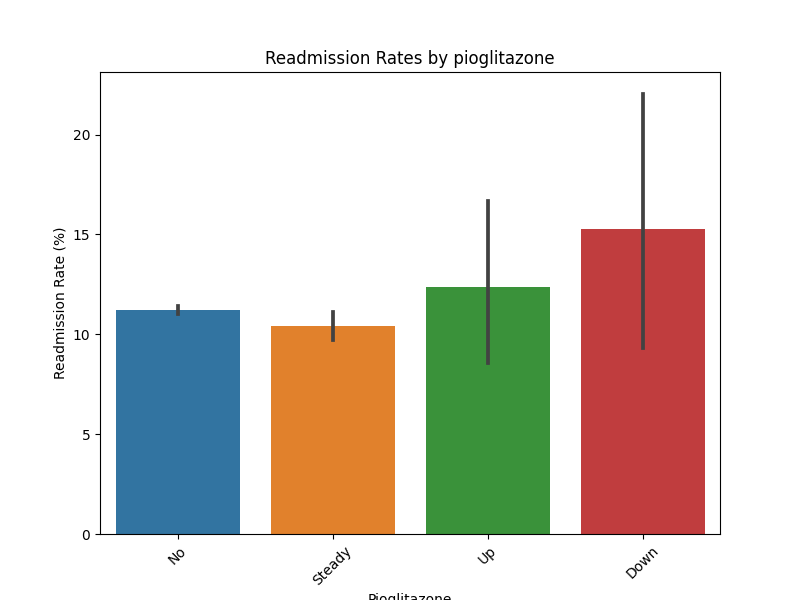 Readmission Rates by pioglitazone
Readmission Rate (%)
20
15
10
5
0
No
Steady
Up
Down
Pioglitazone